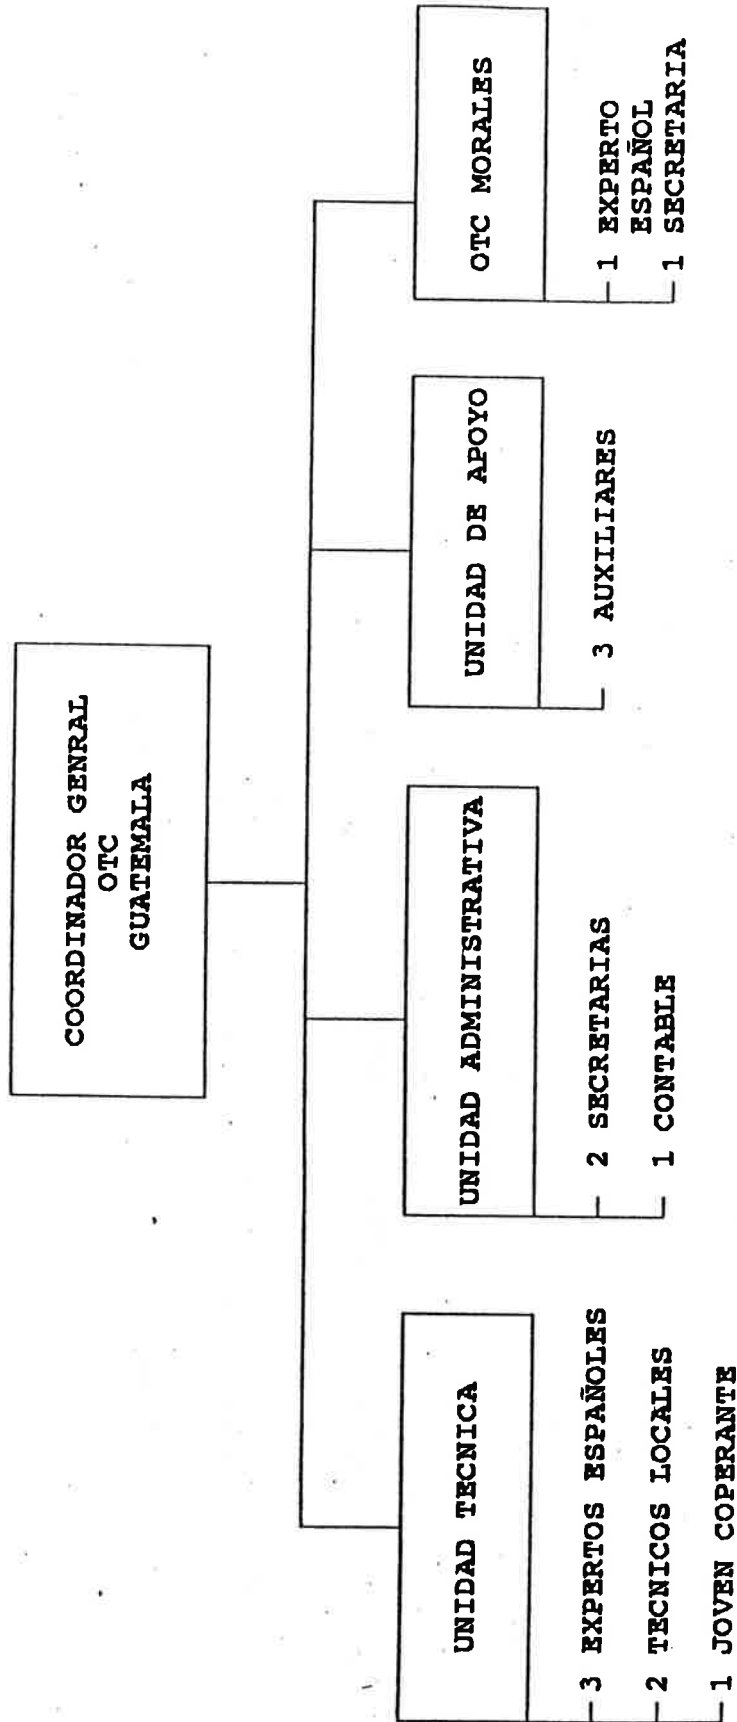 COORDINADOR GENRAL
OTC
GUATEMALA
UNIDAD TECNICA
3 EXPERTOS ESPAÑOLES
2 TECNICOS LOCALES
1 JOVEN COPERANTE
UNIDAD ADMINISTRATIVA
2 SECRETARIAS
1 CONTABLE
UNIDAD DE APOYO
3 AUXILIARES
OTC MORALES
1 EXPERTO
ESPAÑOL
1 SECRETARIA